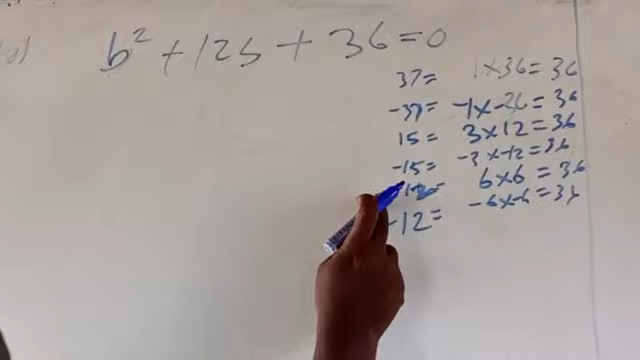 b² + 12b + 36 = 0
37 = 1 x 36 = 36
-37 = -1 x -36 = 36
15 = 3 x 12 = 36
-15 = -3 x -12 = 36
12 = 6 x 6 = 36
-12 = -6 x -6 = 36